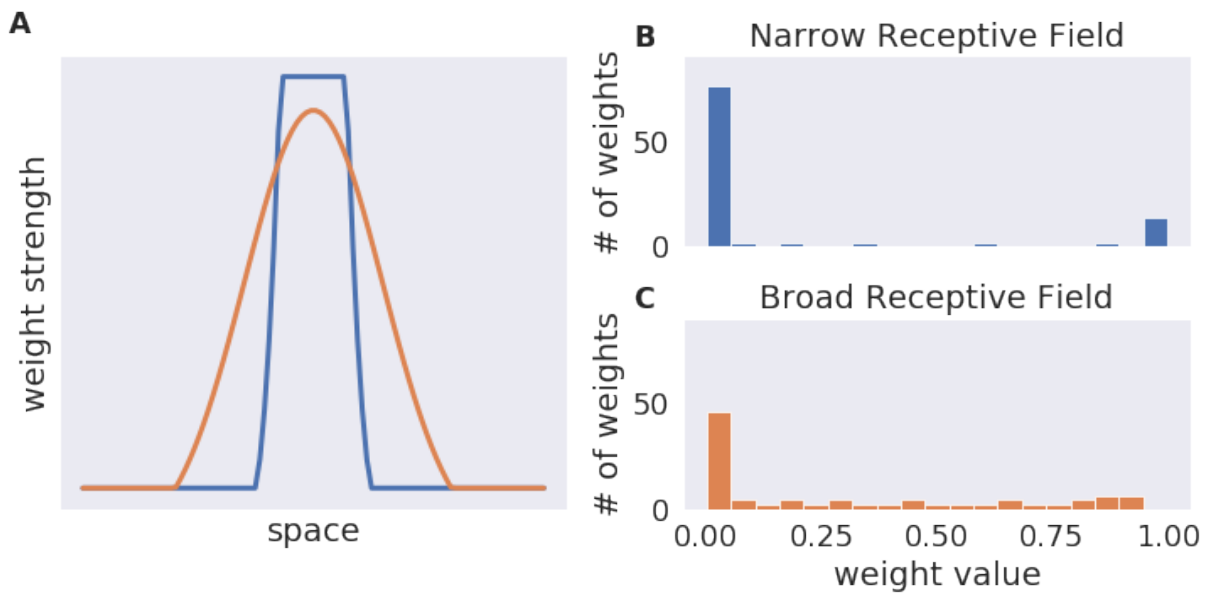 A
weight strength
space
B
Narrow Receptive Field
# of weights
50
0
C
Broad Receptive Field
# of weights
50
0
0.00 0.25 0.50 0.75 1.00
weight value